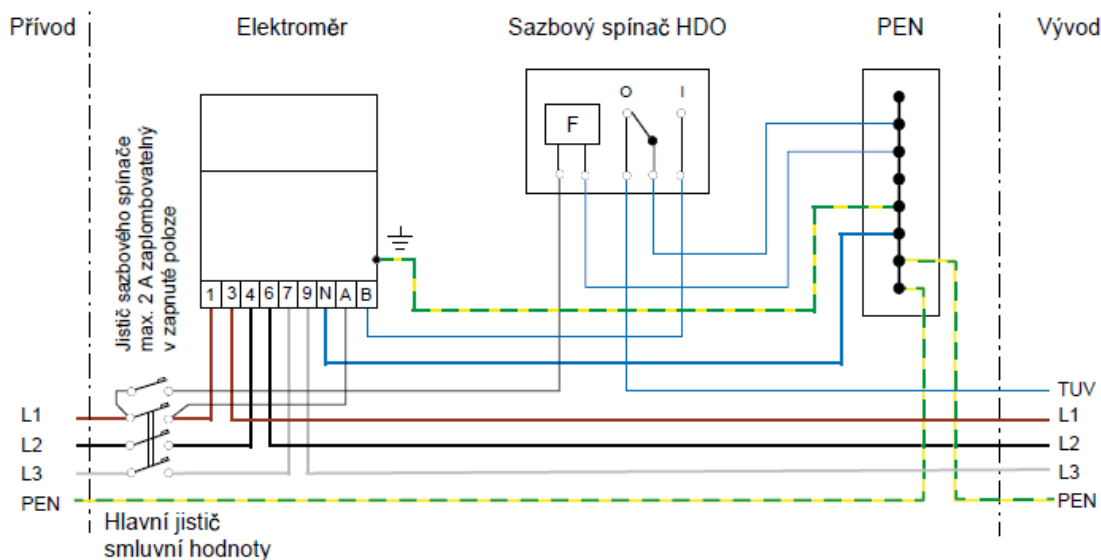 Přívod
Elektroměr
Sazbový spínač HDO
PEN
Vývod
O
I
F
Jistič sazbového spínače
max. 2 A zaplombovatelný
v zapnuté poloze
1 3 4 6 7 9 N A B
TUV
L1
L1
L2
L2
L3
L3
PEN
PEN
Hlavní jistič
smluvní hodnoty